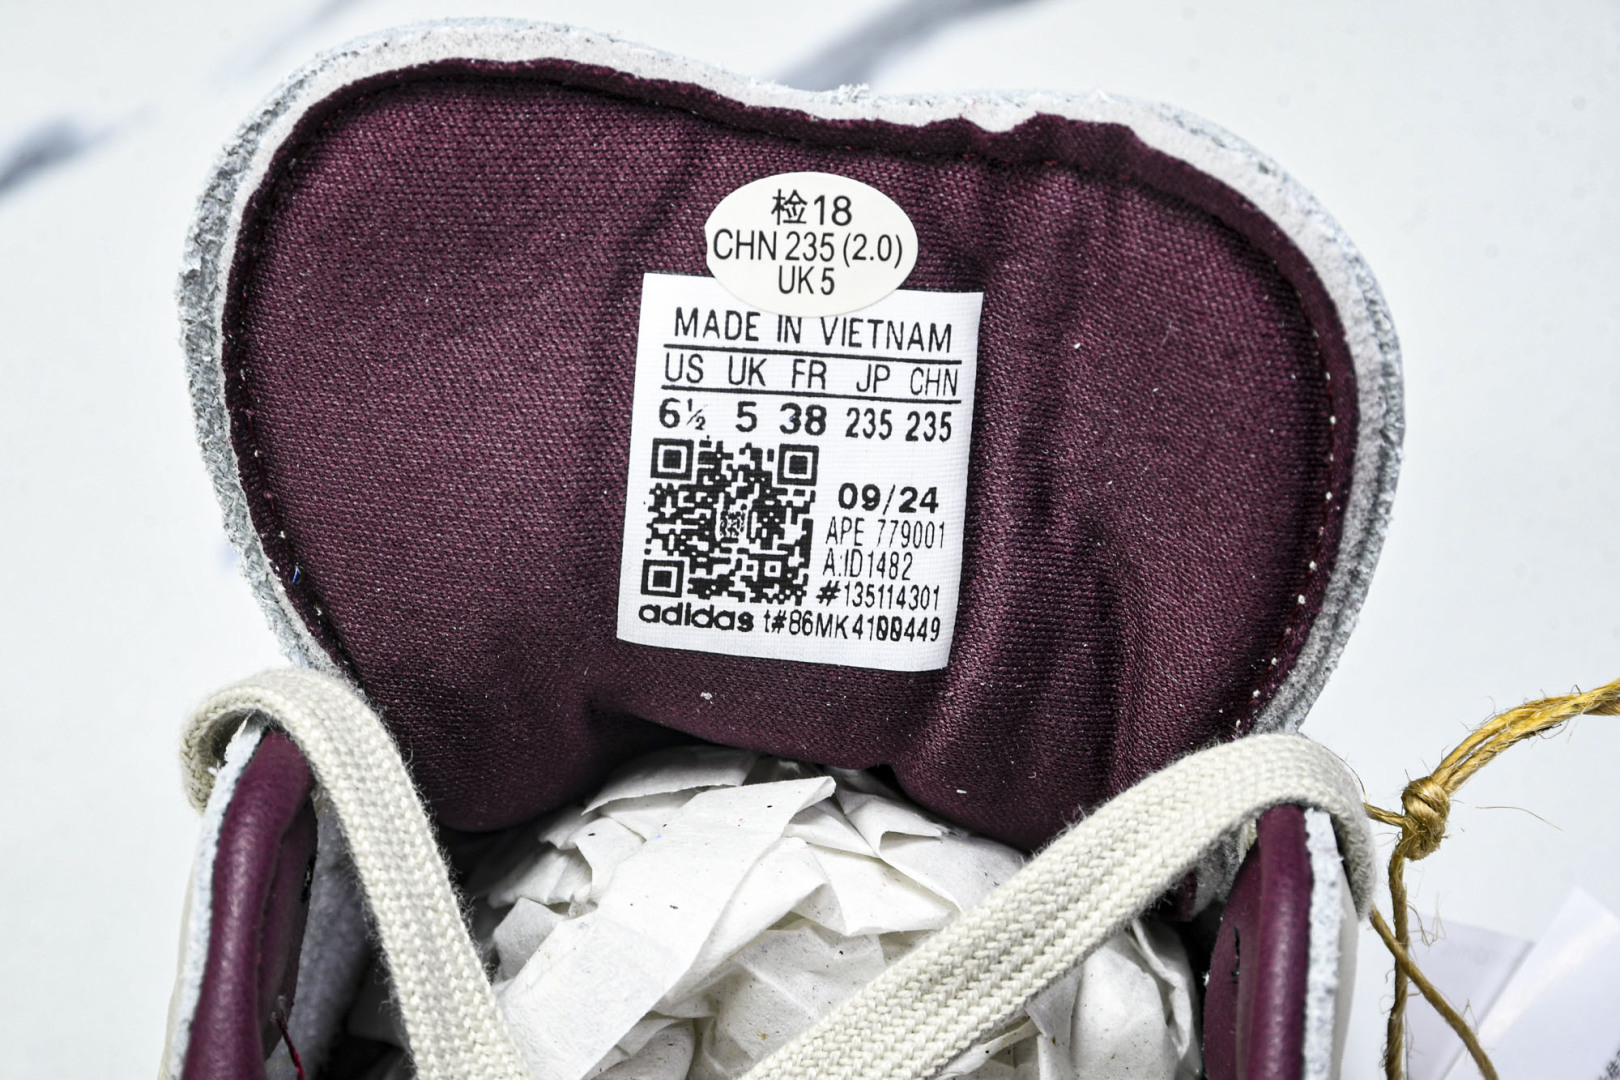 检18
CHN 235 (2.0)
UK 5
MADE IN VIETNAM
US UK FR JP CHN
6½ 5 38 235 235
09/24
APE 779001
A:ID1482
#135114301
adidas t#86MK4100449